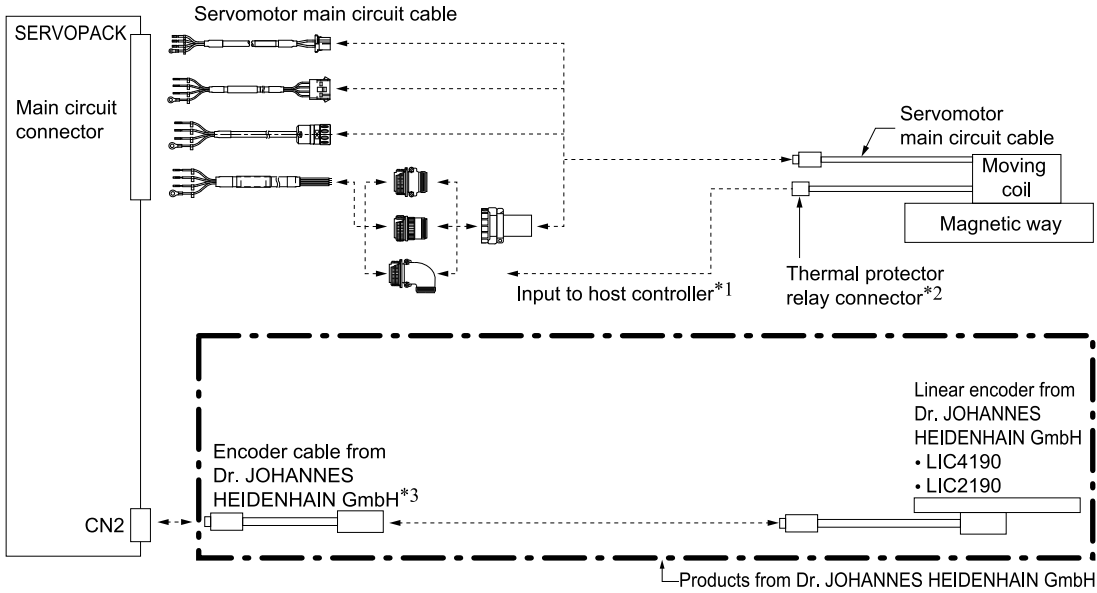 Servomotor main circuit cable
SERVOPACK
Main circuit
connector
Servomotor
main circuit cable
Moving
coil
Magnetic way
Thermal protector
relay connector*2
Input to host controller*1
Linear encoder from
Dr. JOHANNES
HEIDENHAIN GmbH
• LIC4190
• LIC2190
Encoder cable from
Dr. JOHANNES
HEIDENHAIN GmbH*3
CN2
Products from Dr. JOHANNES HEIDENHAIN GmbH